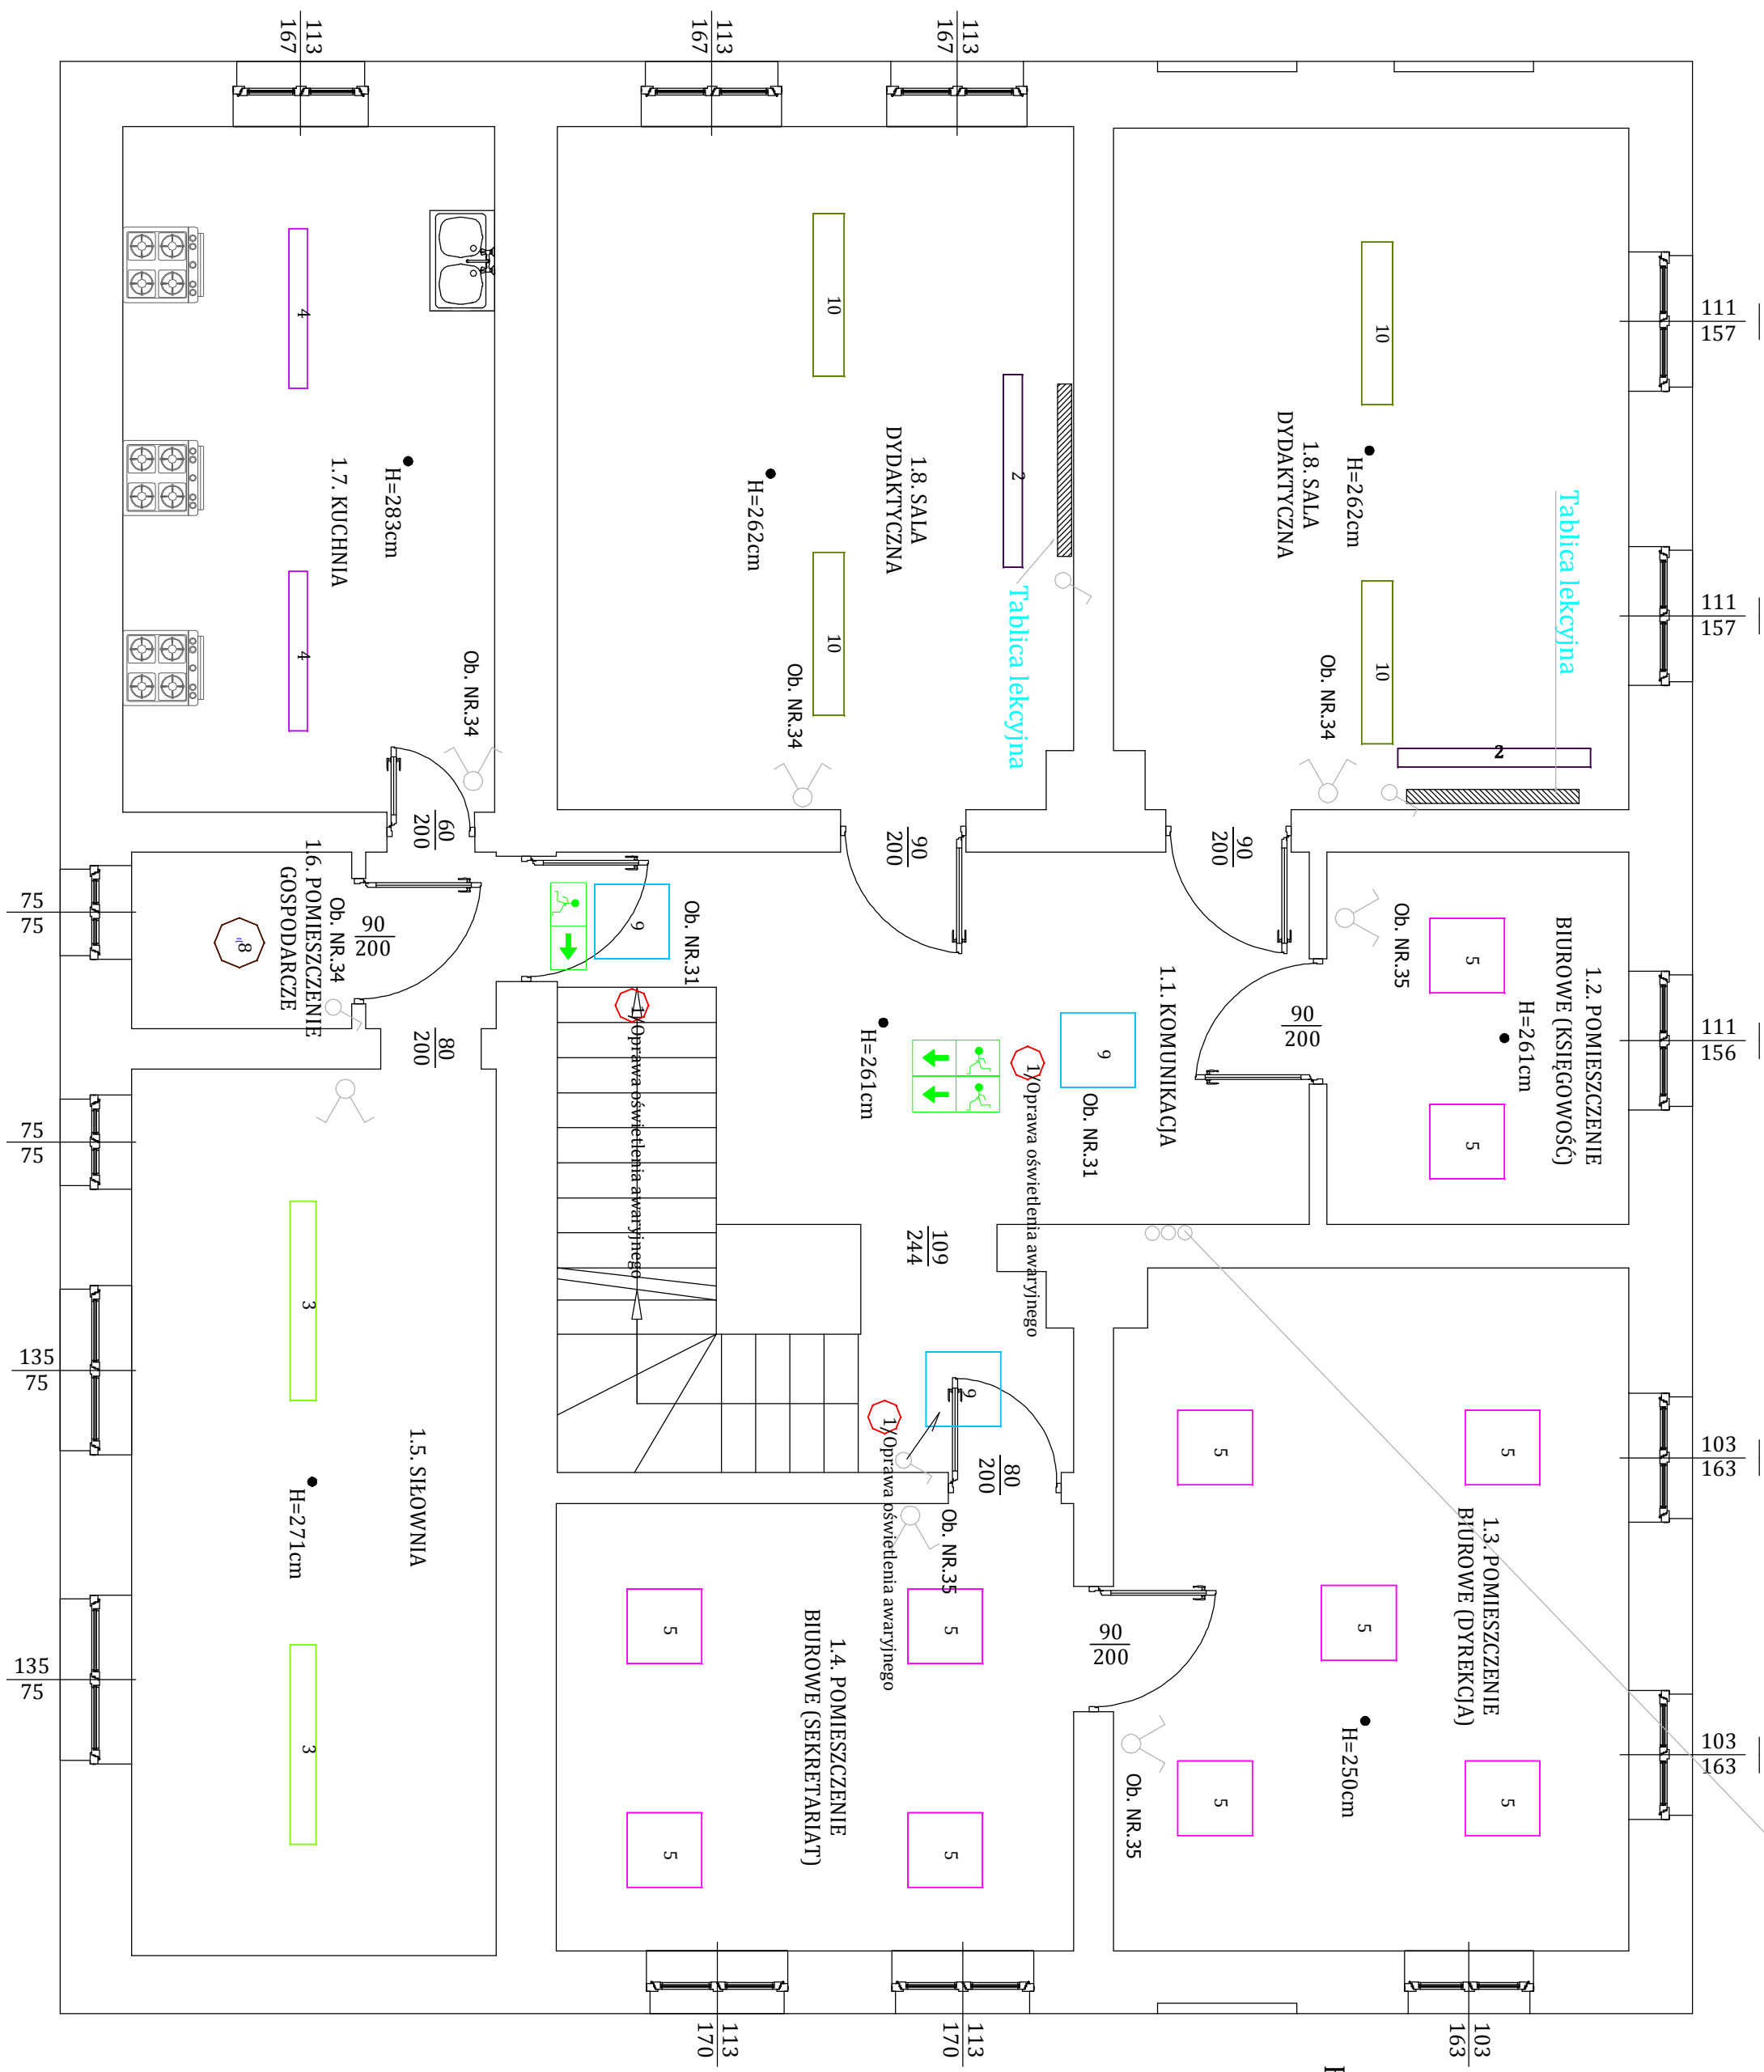 113
167
113
167
113
167
111
157
111
157
111
156
103
163
103
163
103
163
113
170
113
170
75
75
75
75
135
75
135
75
1.7. KUCHNIA
H=283cm
4
4
Ob. NR.34
60
200
1.8. SALA
DYDAKTYCZNA
H=262cm
10
10
2
Tablica lekcyjna
Ob. NR.34
90
200
1.8. SALA
DYDAKTYCZNA
H=262cm
10
10
2
Tablica lekcyjna
Ob. NR.34
90
200
1.6. POMIESZCZENIE
GOSPODARCZE
Ob. NR.34
8
90
200
80
200
9
Ob. NR.31
1/Oprawa oświetlenia awaryjnego
1.1. KOMUNIKACJA
H=261cm
9
Ob. NR.31
1/Oprawa oświetlenia awaryjnego
109
244
90
200
1.2. POMIESZCZENIE
BIUROWE (KSIĘGOWOŚĆ)
H=261cm
5
5
Ob. NR.35
9
1/Oprawa oświetlenia awaryjnego
80
200
Ob. NR.35
1.3. POMIESZCZENIE
BIUROWE (DYREKCJA)
H=250cm
5
5
5
5
5
Ob. NR.35
90
200
1.4. POMIESZCZENIE
BIUROWE (SEKRETARIAT)
5
5
5
5
1.5. SIŁOWNIA
H=271cm
3
3